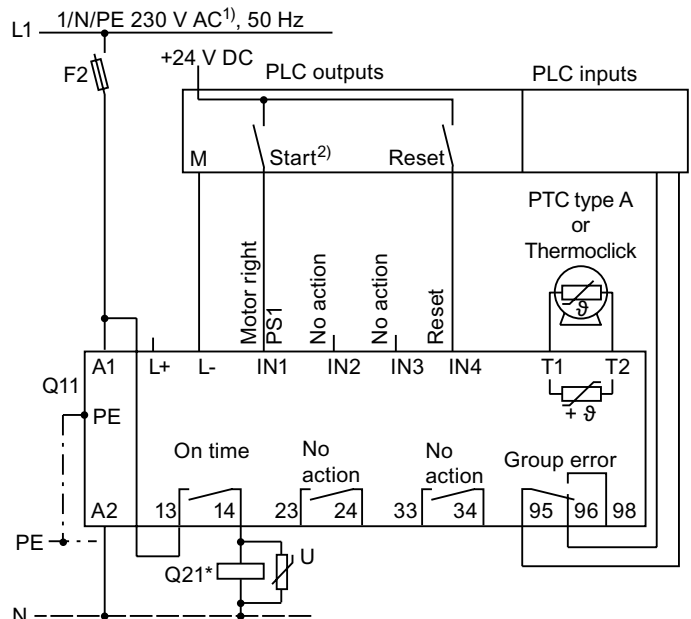 1/N/PE 230 V AC1), 50 Hz
L1
+24 V DC
F2
PLC outputs
PLC inputs
M
Start2)
Reset
PTC type A
or
Thermoclick
Motor right
PS1
No action
No action
Reset
ϑ
A1
L+
L-
IN1
IN2
IN3
IN4
T1
T2
Q11
PE
+ ϑ
On time
No
action
No
action
Group error
A2
13
14
23
24
33
34
95
96
98
PE
Q21*
U
N